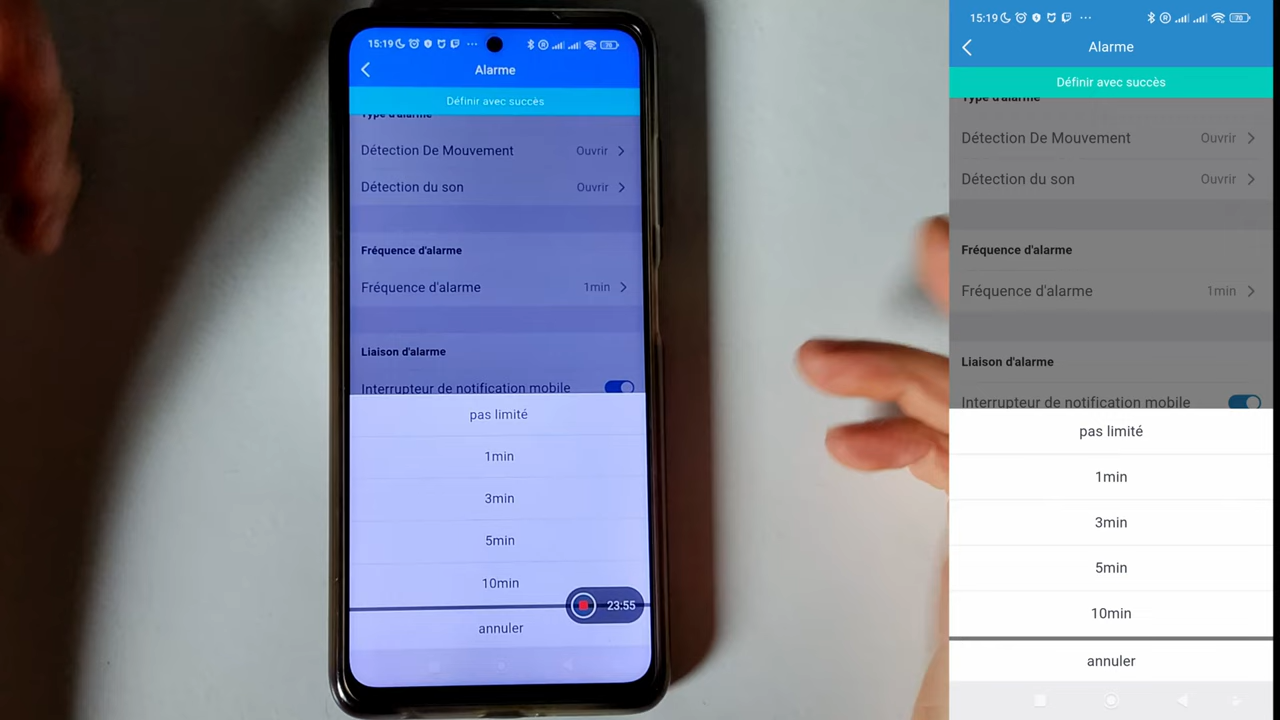 15:19
70
Alarme
Définir avec succès
Type d'alarme
Détection De Mouvement Ouvrir
Détection du son Ouvrir
Fréquence d'alarme
Fréquence d'alarme 1min
Liaison d'alarme
Interrupteur de notification mobile
pas limité
1min
3min
5min
10min
23:55
annuler
15:19
70
Alarme
Définir avec succès
Type d'alarme
Détection De Mouvement Ouvrir
Détection du son Ouvrir
Fréquence d'alarme
Fréquence d'alarme 1min
Liaison d'alarme
Interrupteur de notification mobile
pas limité
1min
3min
5min
10min
annuler